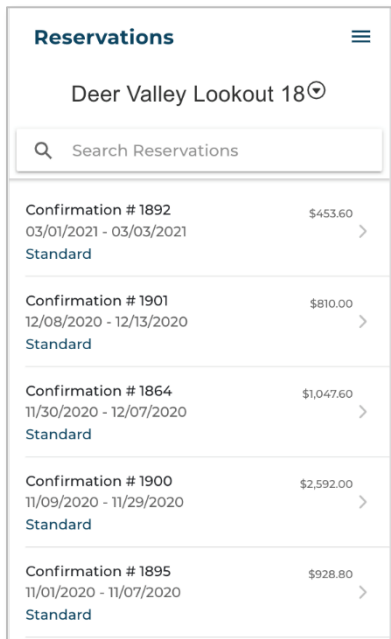 Reservations
Deer Valley Lookout 18
Search Reservations
Confirmation # 1892
$453.60
03/01/2021 - 03/03/2021
Standard
Confirmation # 1901
$810.00
12/08/2020 - 12/13/2020
Standard
Confirmation # 1864
$1,047.60
11/30/2020 - 12/07/2020
Standard
Confirmation # 1900
$2,592.00
11/09/2020 - 11/29/2020
Standard
Confirmation # 1895
$928.80
11/01/2020 - 11/07/2020
Standard